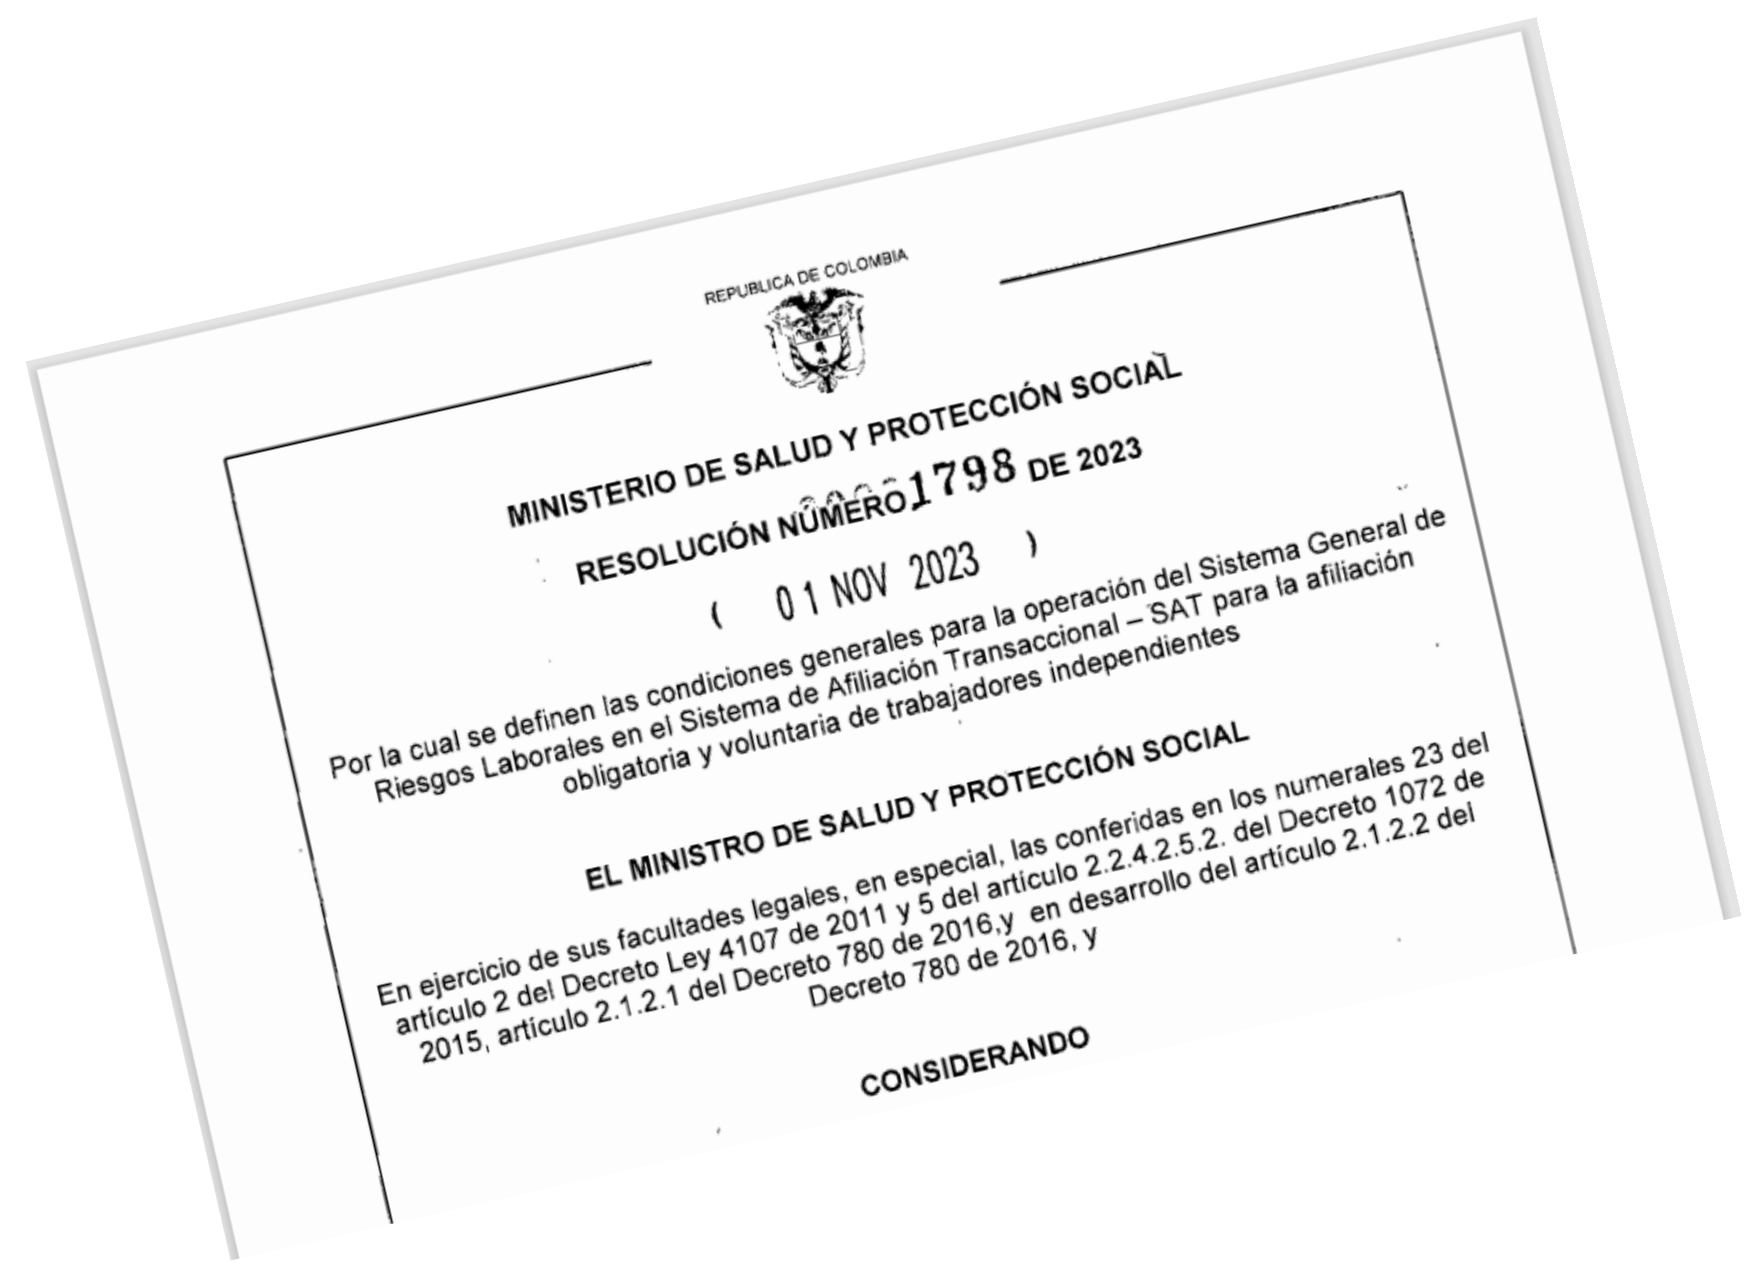 REPUBLICA DE COLOMBIA
MINISTERIO DE SALUD Y PROTECCIÓN SOCIAL
RESOLUCIÓN NÚMERO 1798 DE 2023
( 01 NOV 2023 )
Por la cual se definen las condiciones generales para la operación del Sistema General de
Riesgos Laborales en el Sistema de Afiliación Transaccional – SAT para la afiliación
obligatoria y voluntaria de trabajadores independientes
EL MINISTRO DE SALUD Y PROTECCIÓN SOCIAL
En ejercicio de sus facultades legales, en especial, las conferidas en los numerales 23 del
artículo 2 del Decreto Ley 4107 de 2011 y 5 del artículo 2.2.4.2.5.2. del Decreto 1072 de
2015, artículo 2.1.2.1 del Decreto 780 de 2016,y en desarrollo del artículo 2.1.2.2 del
Decreto 780 de 2016, y
CONSIDERANDO